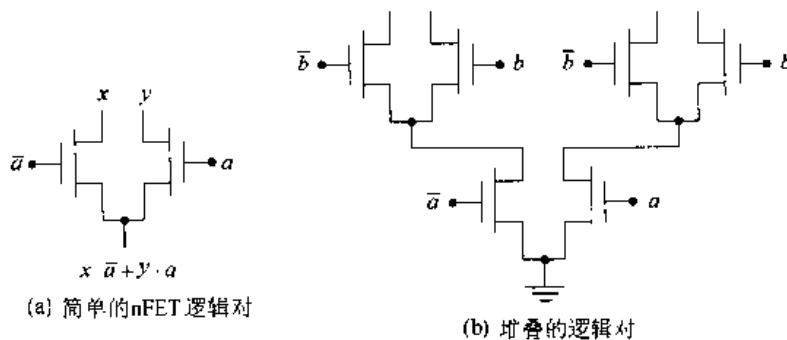 b̅ b b̅ b
x y
a̅ a
a̅ a
x a̅+y·a
(a) 简单的nFET逻辑对
(b) 堆叠的逻辑对